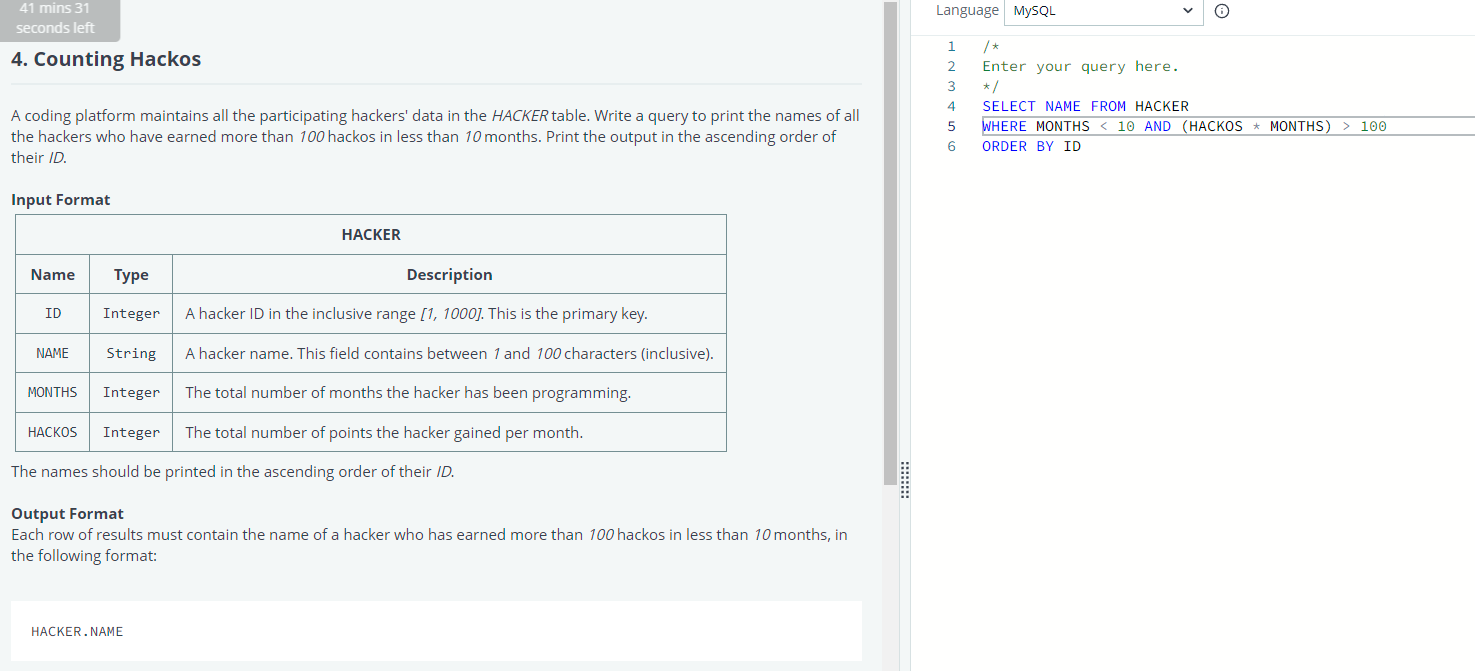 41 mins 31
seconds left
Language MySQL
4. Counting Hackos
A coding platform maintains all the participating hackers' data in the HACKER table. Write a query to print the names of all
the hackers who have earned more than 100 hackos in less than 10 months. Print the output in the ascending order of
their ID.
Input Format
HACKER
Name Type Description
ID Integer A hacker ID in the inclusive range [1, 1000]. This is the primary key.
NAME String A hacker name. This field contains between 1 and 100 characters (inclusive).
MONTHS Integer The total number of months the hacker has been programming.
HACKOS Integer The total number of points the hacker gained per month.
The names should be printed in the ascending order of their ID.
Output Format
Each row of results must contain the name of a hacker who has earned more than 100 hackos in less than 10 months, in
the following format:
HACKER.NAME
1 /*
2 Enter your query here.
3 */
4 SELECT NAME FROM HACKER
5 WHERE MONTHS < 10 AND (HACKOS * MONTHS) > 100
6 ORDER BY ID